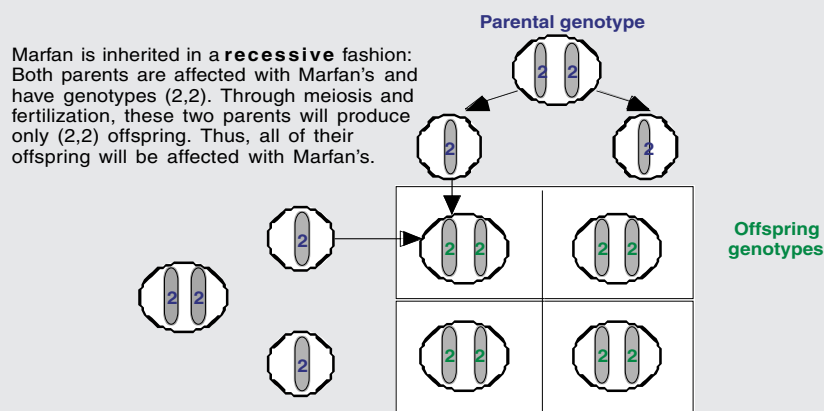 Parental genotype
Marfan is inherited in a recessive fashion:
Both parents are affected with Marfan's and
have genotypes (2,2). Through meiosis and
fertilization, these two parents will produce
only (2,2) offspring. Thus, all of their
offspring will be affected with Marfan's.
2 2
2 2
2
2 2 2 2
Offspring
genotypes
2 2
2
2 2 2 2